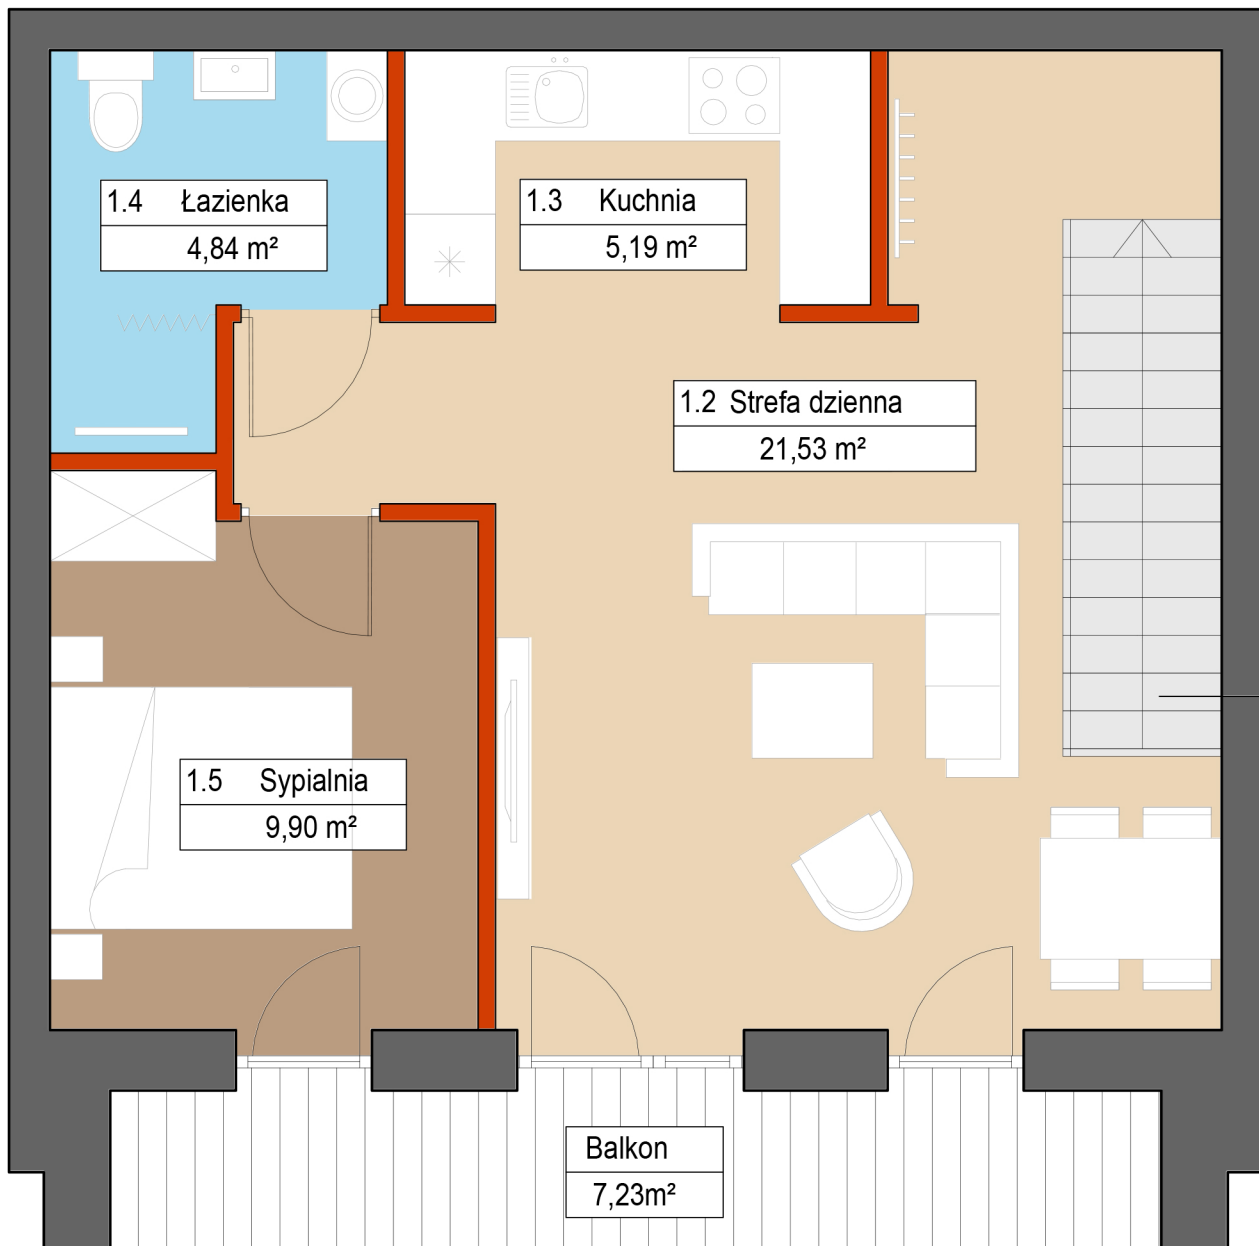 1.4 Łazienka
4,84 m²
1.3 Kuchnia
5,19 m²
1.2 Strefa dzienna
21,53 m²
1.5 Sypialnia
9,90 m²
Balkon
7,23m²